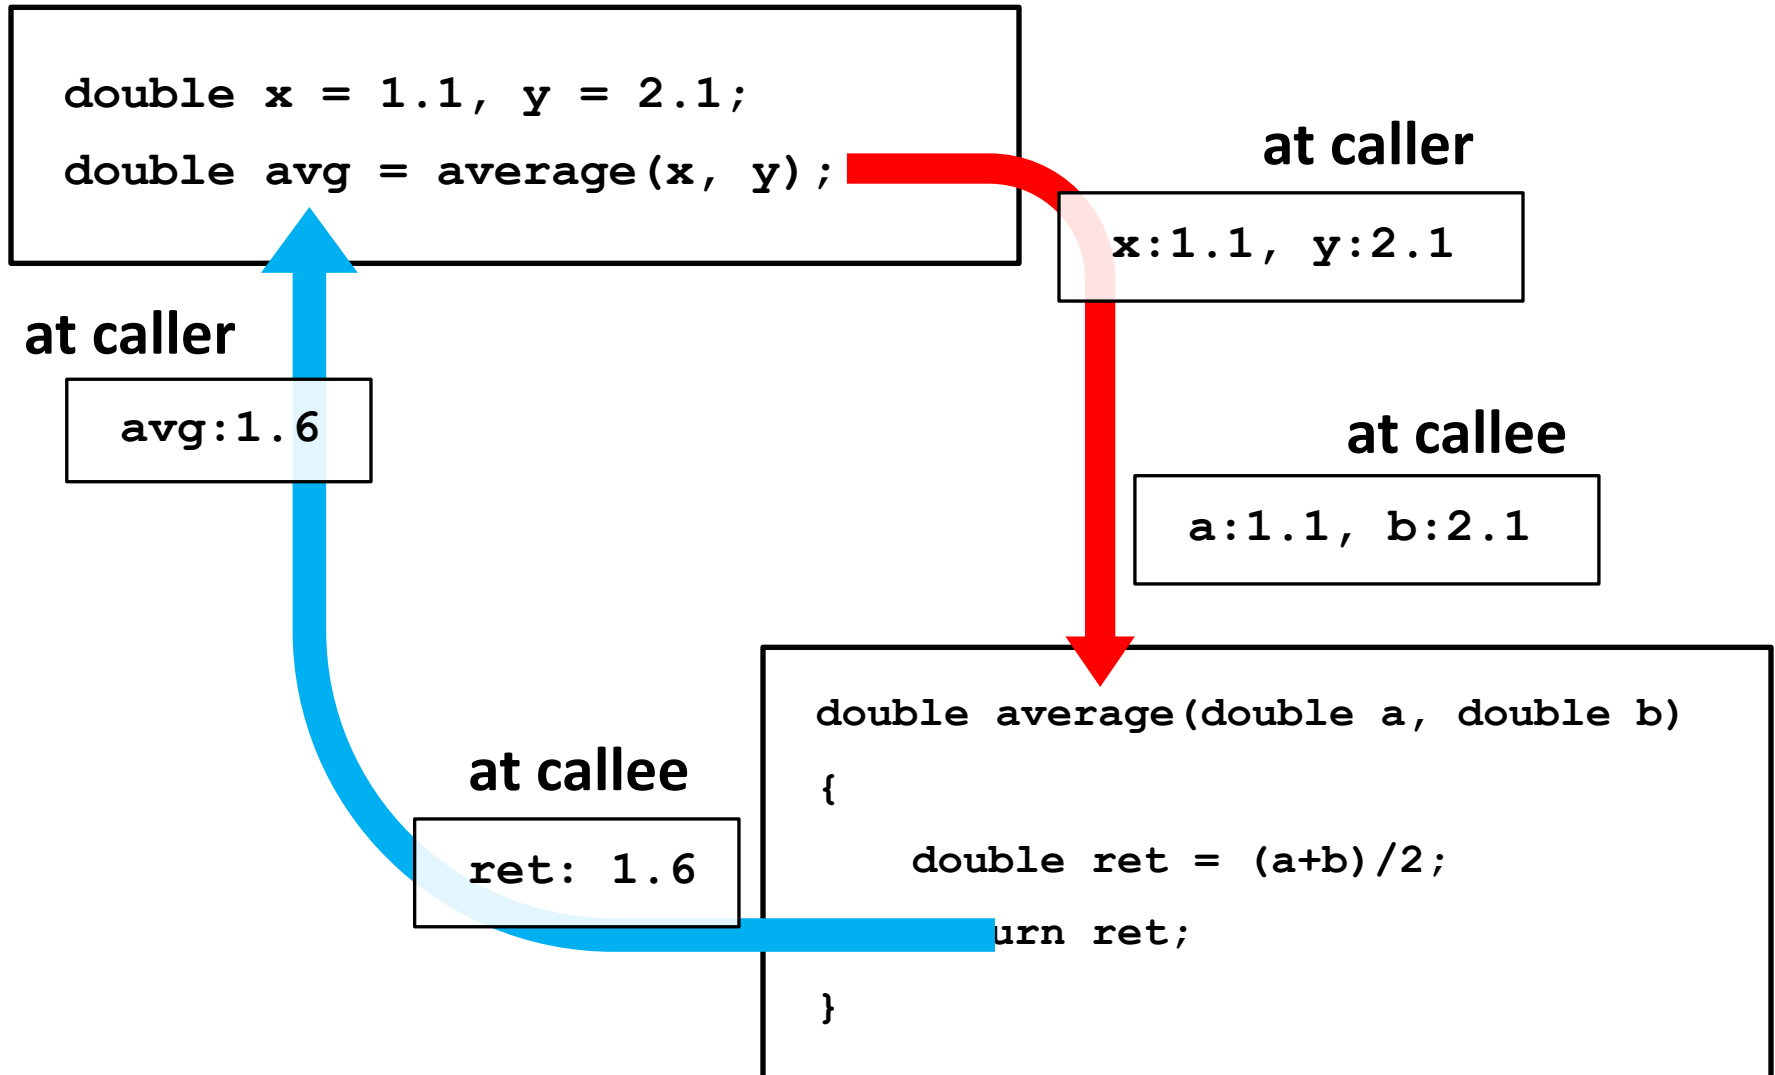 double x = 1.1, y = 2.1;
double avg = average(x, y);
at caller
x:1.1, y:2.1
at caller
avg:1.6
at callee
a:1.1, b:2.1
double average(double a, double b)
{
double ret = (a+b)/2;
urn ret;
}
at callee
ret: 1.6